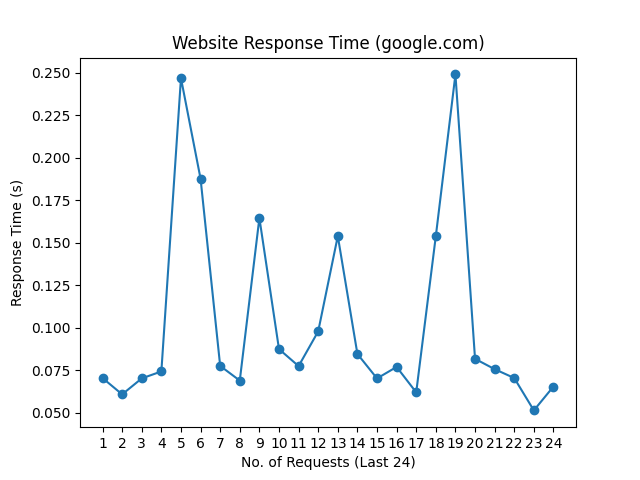 Website Response Time (google.com)
0.250
0.225
0.200
0.175
0.150
0.125
0.100
0.075
0.050
Response Time (s)
1 2 3 4 5 6 7 8 9 10 11 12 13 14 15 16 17 18 19 20 21 22 23 24
No. of Requests (Last 24)